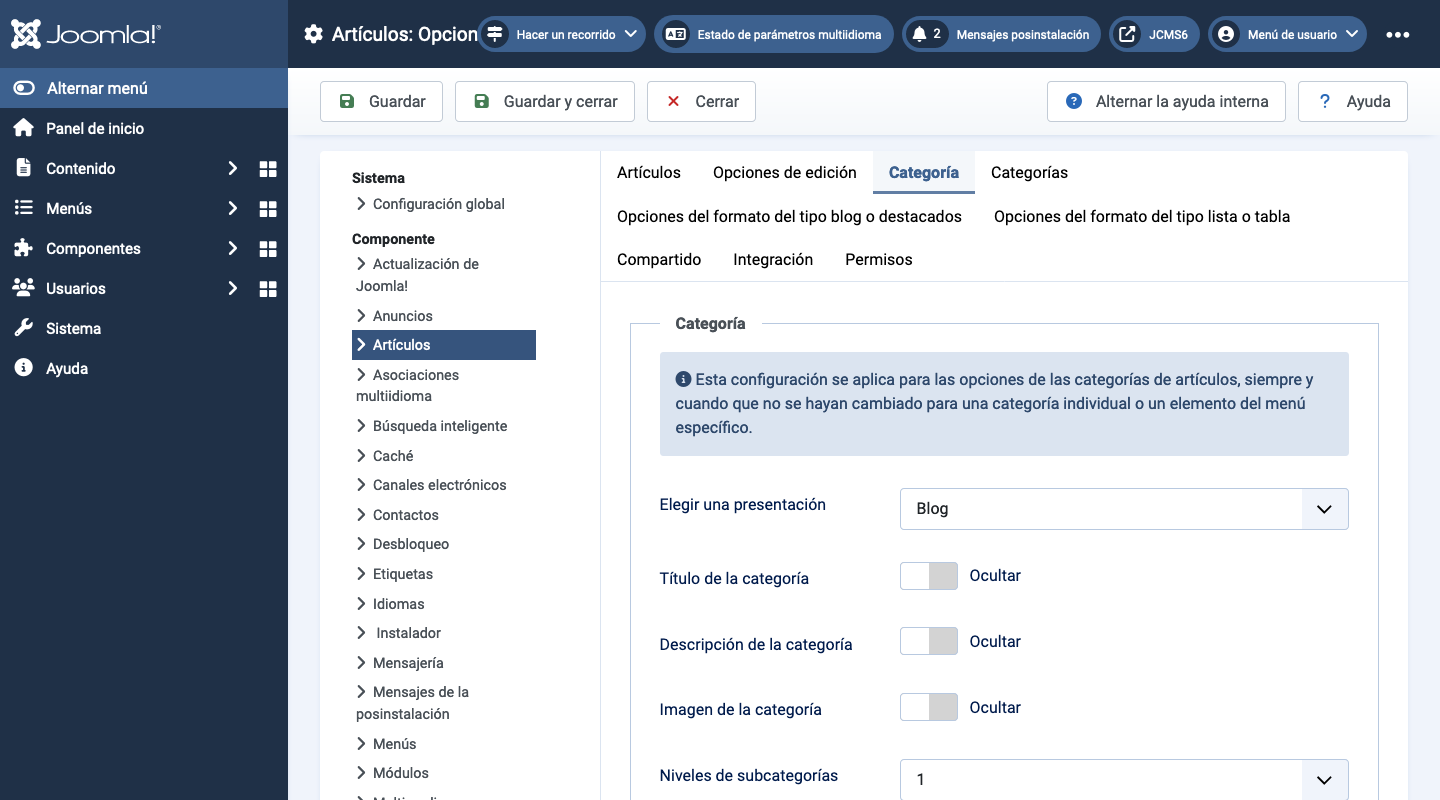 Joomla!
Artículos: Opcion
Hacer un recorrido
Estado de parámetros multiidioma
2 Mensajes posinstalación
JCMS6
Menú de usuario
Alternar menú
Panel de inicio
Contenido
Menús
Componentes
Usuarios
Sistema
Ayuda
Guardar
Guardar y cerrar
Cerrar
Alternar la ayuda interna
? Ayuda
Sistema
Configuración global
Componente
Actualización de
Joomla!
Anuncios
Artículos
Asociaciones
multiidioma
Búsqueda inteligente
Caché
Canales electrónicos
Contactos
Desbloqueo
Etiquetas
Idiomas
Instalador
Mensajería
Mensajes de la
posinstalación
Menús
Módulos
Artículos
Opciones de edición
Categoría
Categorías
Opciones del formato del tipo blog o destacados
Opciones del formato del tipo lista o tabla
Compartido
Integración
Permisos
Categoría
Esta configuración se aplica para las opciones de las categorías de artículos, siempre y
cuando que no se hayan cambiado para una categoría individual o un elemento del menú
específico.
Elegir una presentación
Blog
Título de la categoría
Ocultar
Descripción de la categoría
Ocultar
Imagen de la categoría
Ocultar
Niveles de subcategorías
1